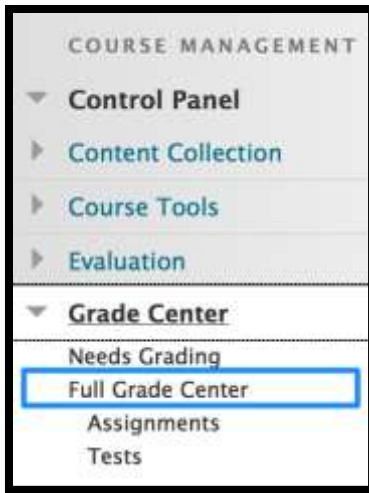 COURSE MANAGEMENT
Control Panel
Content Collection
Course Tools
Evaluation
Grade Center
Needs Grading
Full Grade Center
Assignments
Tests